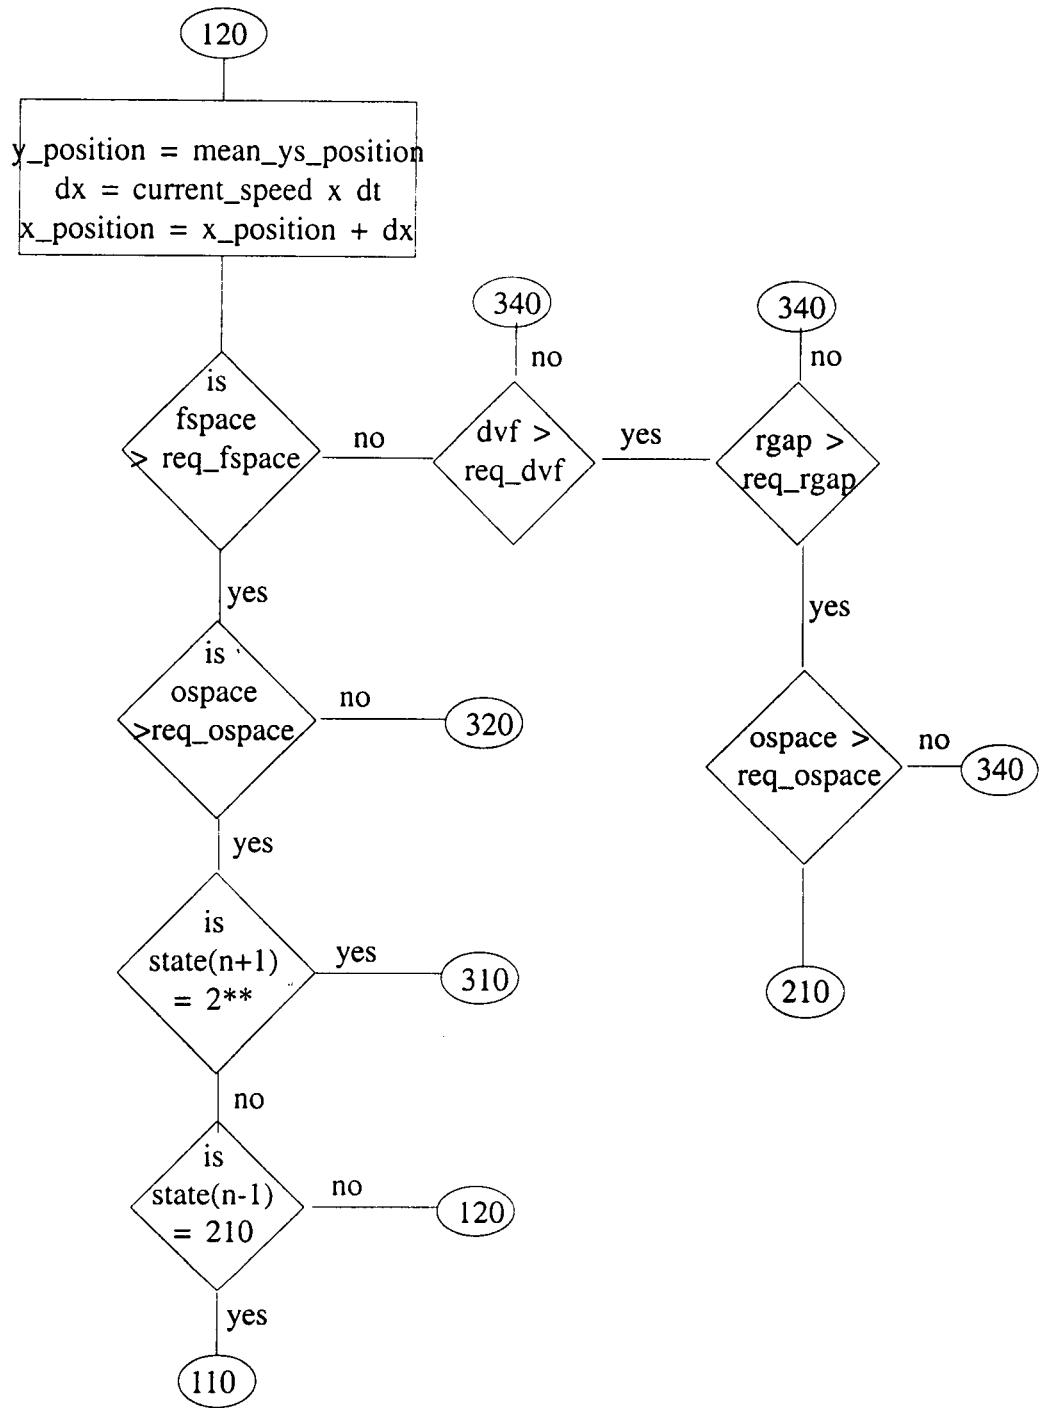 120
y_position = mean_ys_position
dx = current_speed x dt
x_position = x_position + dx
340
no
340
no
is
fspace
> req_fspace
no
dvf >
req_dvf
yes
rgap >
req_rgap
yes
yes
is
ospace
>req_ospace
no
320
ospace >
req_ospace
no
340
yes
is
state(n+1)
= 2**
yes
310
210
no
is
state(n-1)
= 210
no
120
yes
110